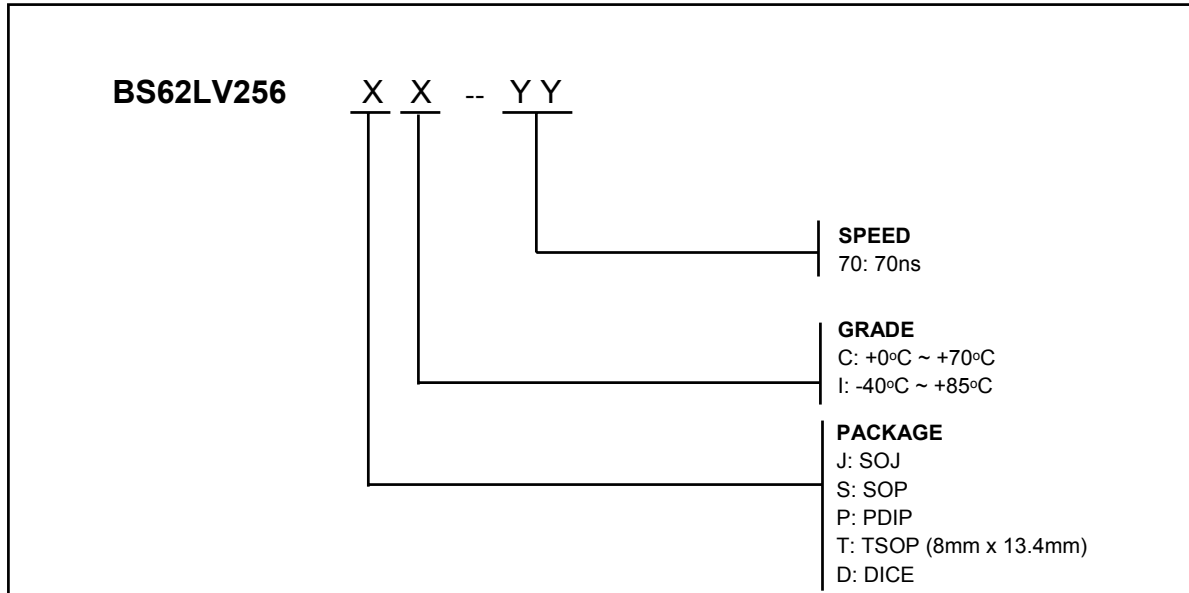 BS62LV256 X X -- Y Y
SPEED
70: 70ns
GRADE
C: +0oC ~ +70oC
I: -40oC ~ +85oC
PACKAGE
J: SOJ
S: SOP
P: PDIP
T: TSOP (8mm x 13.4mm)
D: DICE